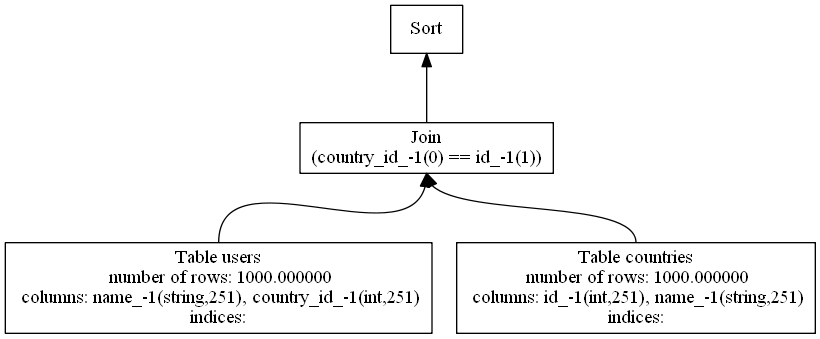 Sort
Join
(country_id_-1(0) == id_-1(1))
Table users
number of rows: 1000.000000
columns: name_-1(string,251), country_id_-1(int,251)
indices:
Table countries
number of rows: 1000.000000
columns: id_-1(int,251), name_-1(string,251)
indices: